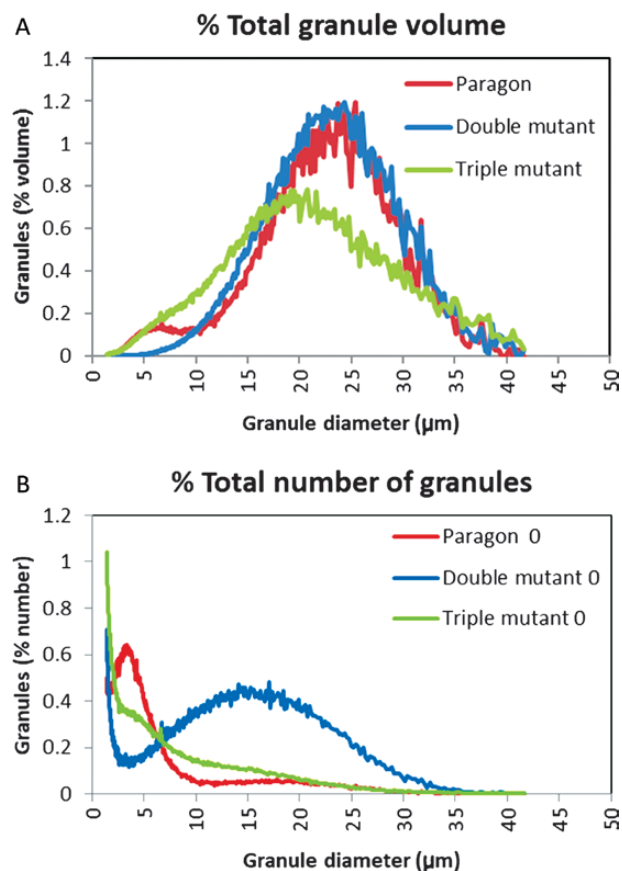 A
% Total granule volume
1.4
1.2
1
0.8
0.6
0.4
0.2
0
Granules (% volume)
Paragon
Double mutant
Triple mutant
0
5
10
15
20
25
30
35
40
45
50
Granule diameter (µm)
B
% Total number of granules
1.2
1
0.8
0.6
0.4
0.2
0
Granules (% number)
Paragon 0
Double mutant 0
Triple mutant 0
0
5
10
15
20
25
30
35
40
45
50
Granule diameter (µm)